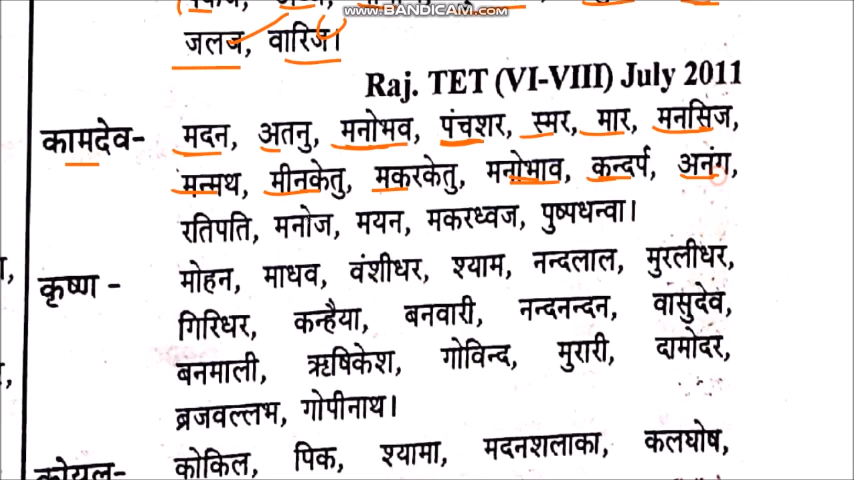 www.BANDICAM.com
जलज, वारिज।
Raj. TET (VI-VIII) July 2011
कामदेव- मदन, अतनु, मनोभव, पंचशर, स्मर, मार, मनसिज,
मन्मथ, मीनकेतु, मकरकेतु, मनोभाव, कन्दर्प, अनंग,
रतिपति, मनोज, मयन, मकरध्वज, पुष्पधन्वा।
कृष्ण - मोहन, माधव, वंशीधर, श्याम, नन्दलाल, मुरलीधर,
गिरिधर, कन्हैया, बनवारी, नन्दनन्दन, वासुदेव,
बनमाली, ऋषिकेश, गोविन्द, मुरारी, दामोदर,
ब्रजवल्लभ, गोपीनाथ।
कोयल- कोकिल, पिक, श्यामा, मदनशलाका, कलघोष,